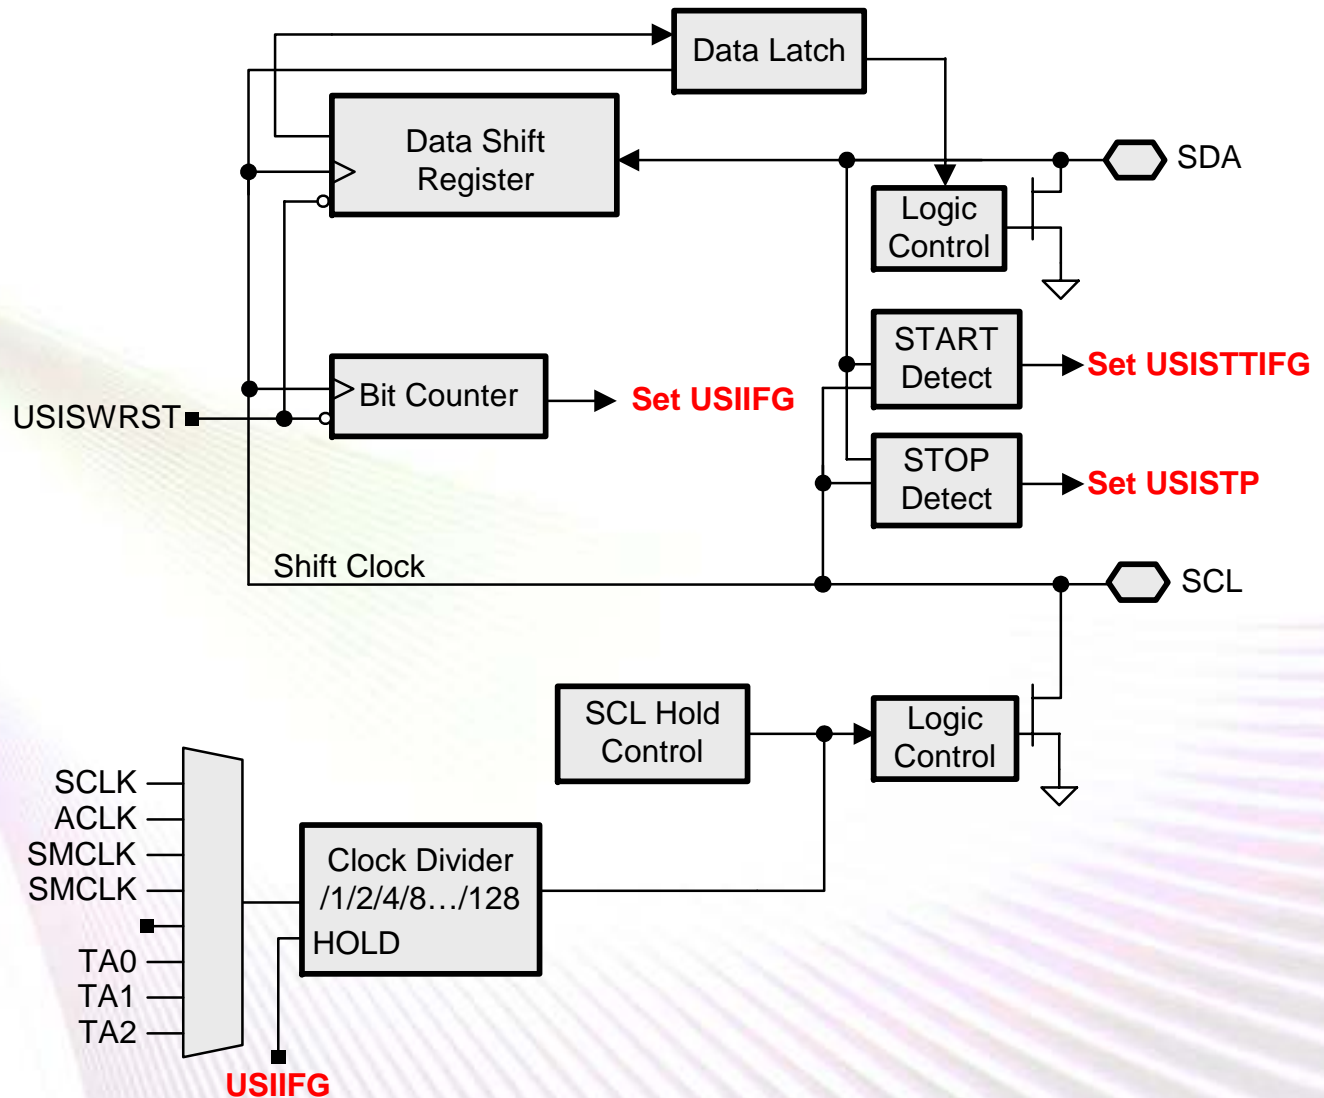 Data Latch
Data Shift
Register
SDA
Logic
Control
START
Detect
Set USISTTIFG
Bit Counter
Set USIIFG
USISWRST
STOP
Detect
Set USISTP
Shift Clock
SCL
SCL Hold
Control
Logic
Control
SCLK
ACLK
SMCLK
SMCLK
TA0
TA1
TA2
Clock Divider
/1/2/4/8…/128
HOLD
USIIFG